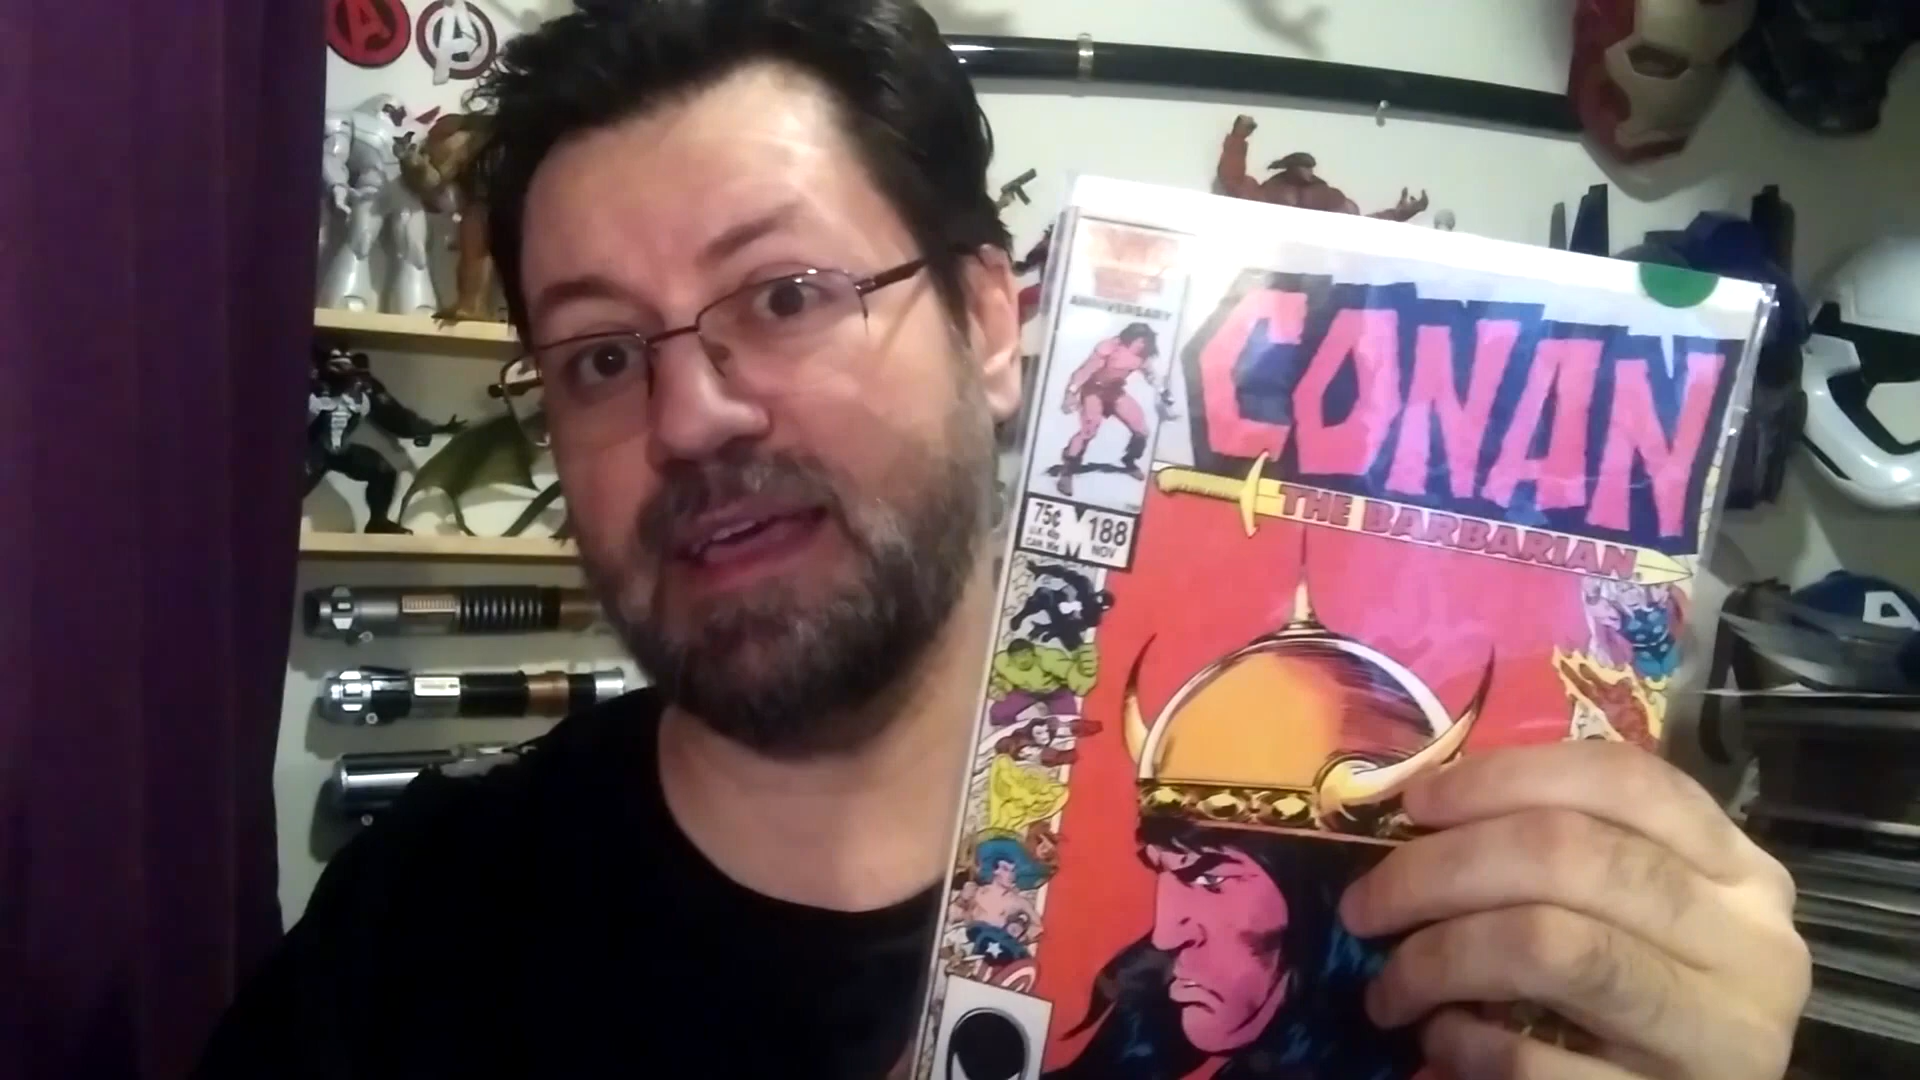 ANNIVERSARY
CONAN
THE BARBARIAN
75¢
188
NOV